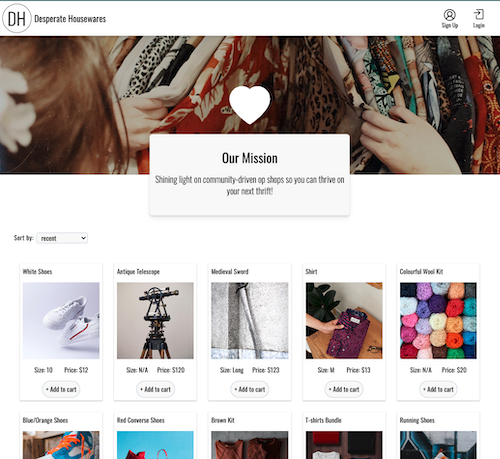 DH Desperate Housewares
Sign Up Login
Our Mission
Shining light on community-driven op shops so you can thrive on
your next thrift!
Sort by: recent
White Shoes
Size: 10 Price: $12
+ Add to cart
Antique Telescope
Size: N/A Price: $120
+ Add to cart
Medieval Sword
Size: Long Price: $123
+ Add to cart
Shirt
Size: M Price: $13
+ Add to cart
Colourful Wool Kit
Size: N/A Price: $20
+ Add to cart
Blue/Orange Shoes
Red Converse Shoes
Brown Kit
T-shirts Bundle
Running Shoes